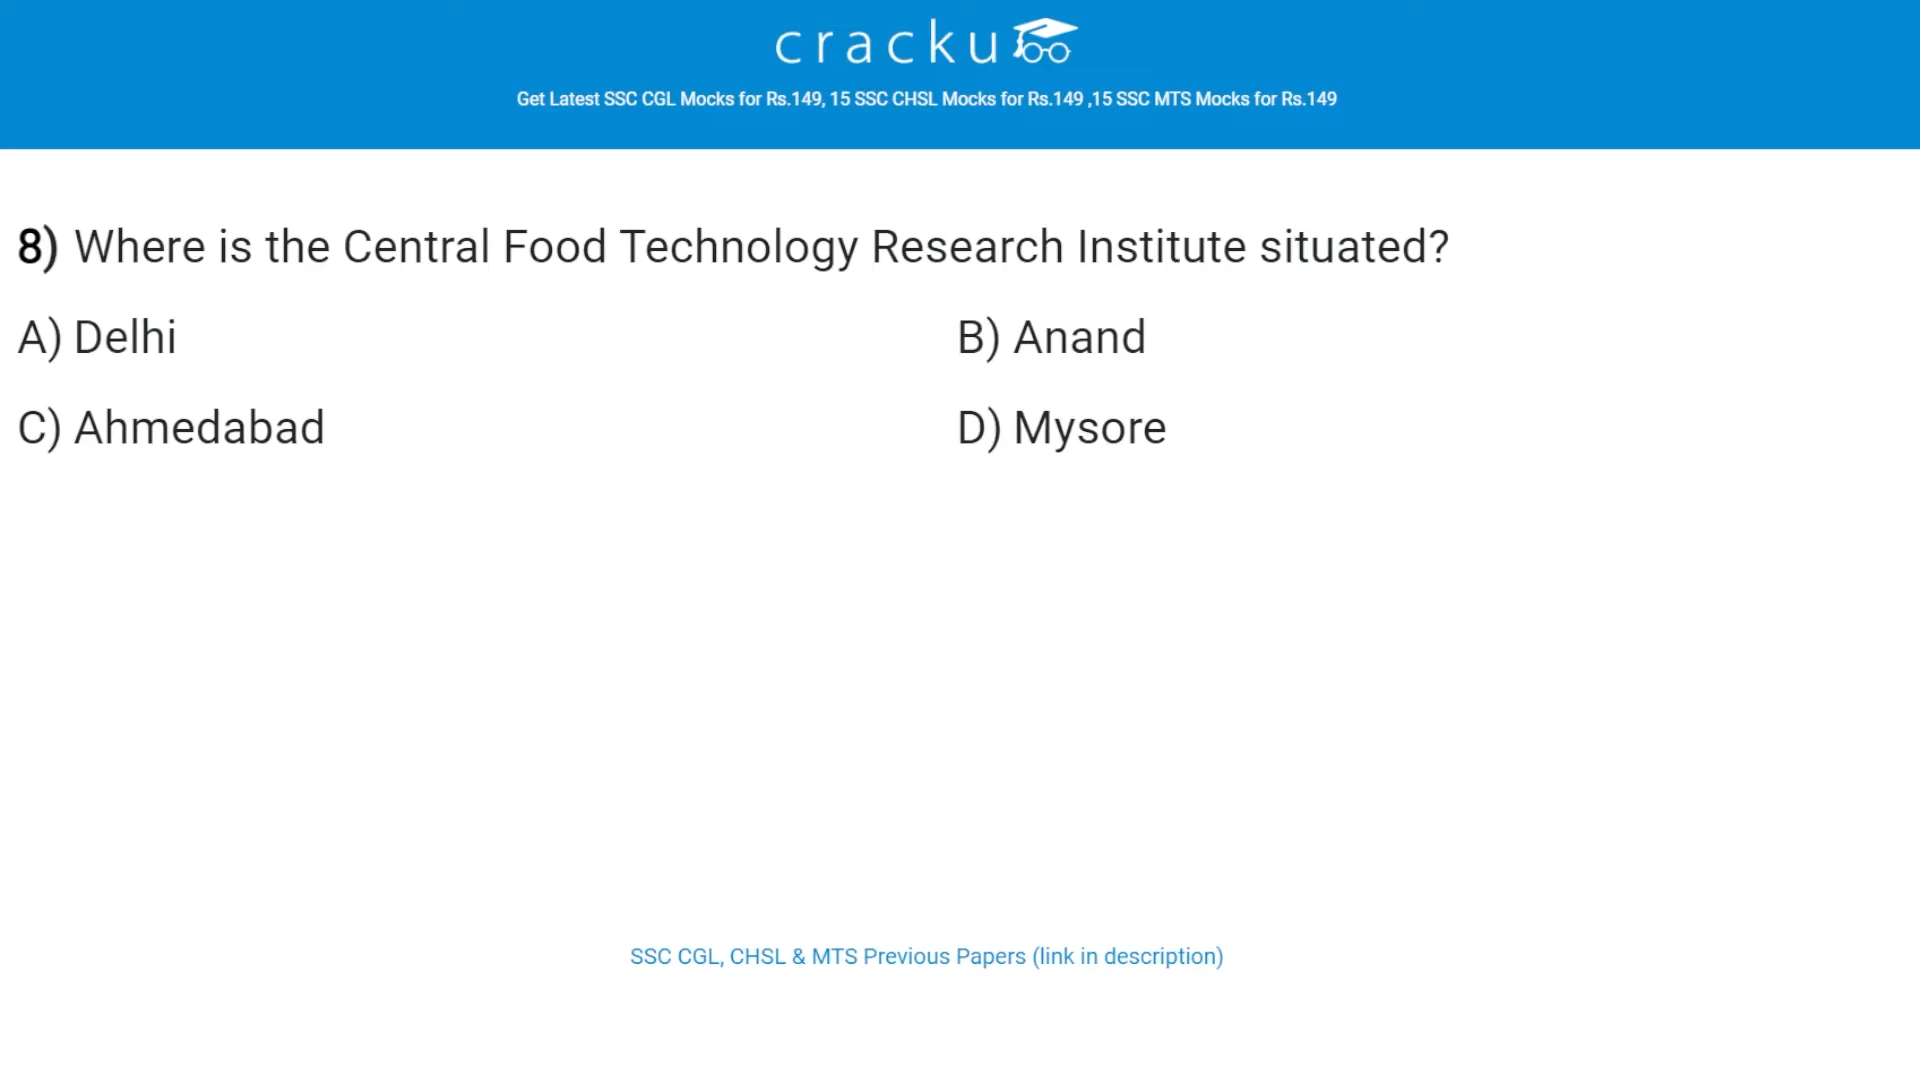 cracku
Get Latest SSC CGL Mocks for Rs.149, 15 SSC CHSL Mocks for Rs.149 ,15 SSC MTS Mocks for Rs.149
8) Where is the Central Food Technology Research Institute situated?
A) Delhi B) Anand
C) Ahmedabad D) Mysore
SSC CGL, CHSL & MTS Previous Papers (link in description)